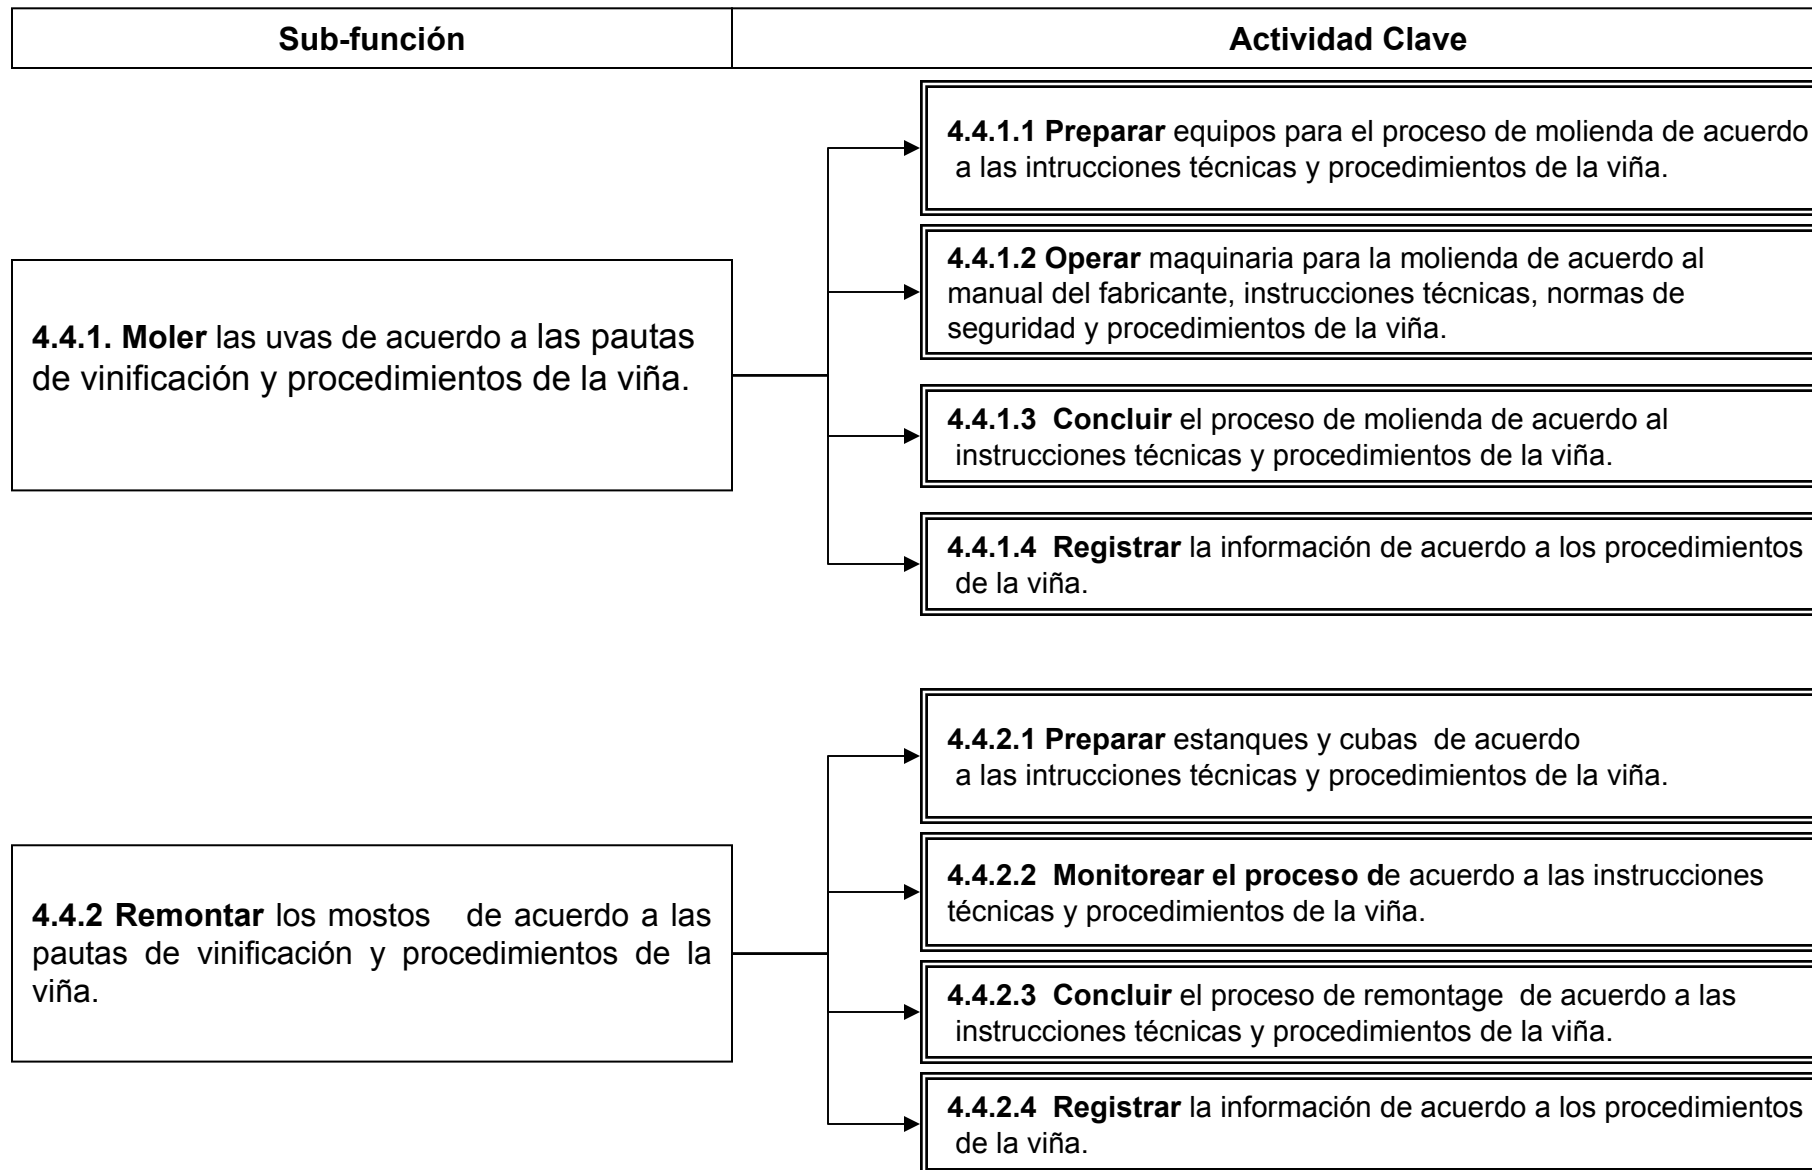 Sub-función
Actividad Clave
4.4.1. Moler las uvas de acuerdo a las pautas
de vinificación y procedimientos de la viña.
4.4.1.1 Preparar equipos para el proceso de molienda de acuerdo
a las intrucciones técnicas y procedimientos de la viña.
4.4.1.2 Operar maquinaria para la molienda de acuerdo al
manual del fabricante, instrucciones técnicas, normas de
seguridad y procedimientos de la viña.
4.4.1.3 Concluir el proceso de molienda de acuerdo al
instrucciones técnicas y procedimientos de la viña.
4.4.1.4 Registrar la información de acuerdo a los procedimientos
de la viña.
4.4.2 Remontar los mostos de acuerdo a las
pautas de vinificación y procedimientos de la
viña.
4.4.2.1 Preparar estanques y cubas de acuerdo
a las intrucciones técnicas y procedimientos de la viña.
4.4.2.2 Monitorear el proceso de acuerdo a las instrucciones
técnicas y procedimientos de la viña.
4.4.2.3 Concluir el proceso de remontage de acuerdo a las
instrucciones técnicas y procedimientos de la viña.
4.4.2.4 Registrar la información de acuerdo a los procedimientos
de la viña.